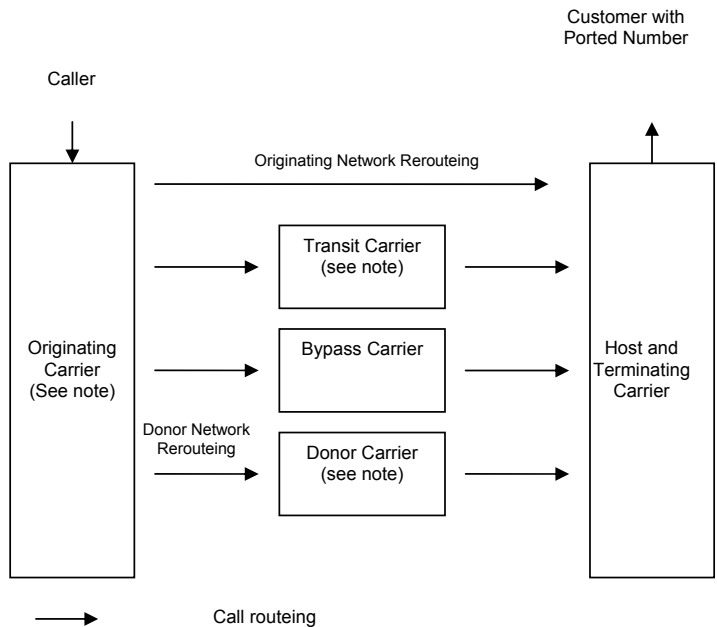 Customer with
Ported Number
Caller
Originating Network Rerouteing
Transit Carrier
(see note)
Originating
Carrier
(See note)
Bypass Carrier
Host and
Terminating
Carrier
Donor Network
Rerouteing
Donor Carrier
(see note)
Call routeing